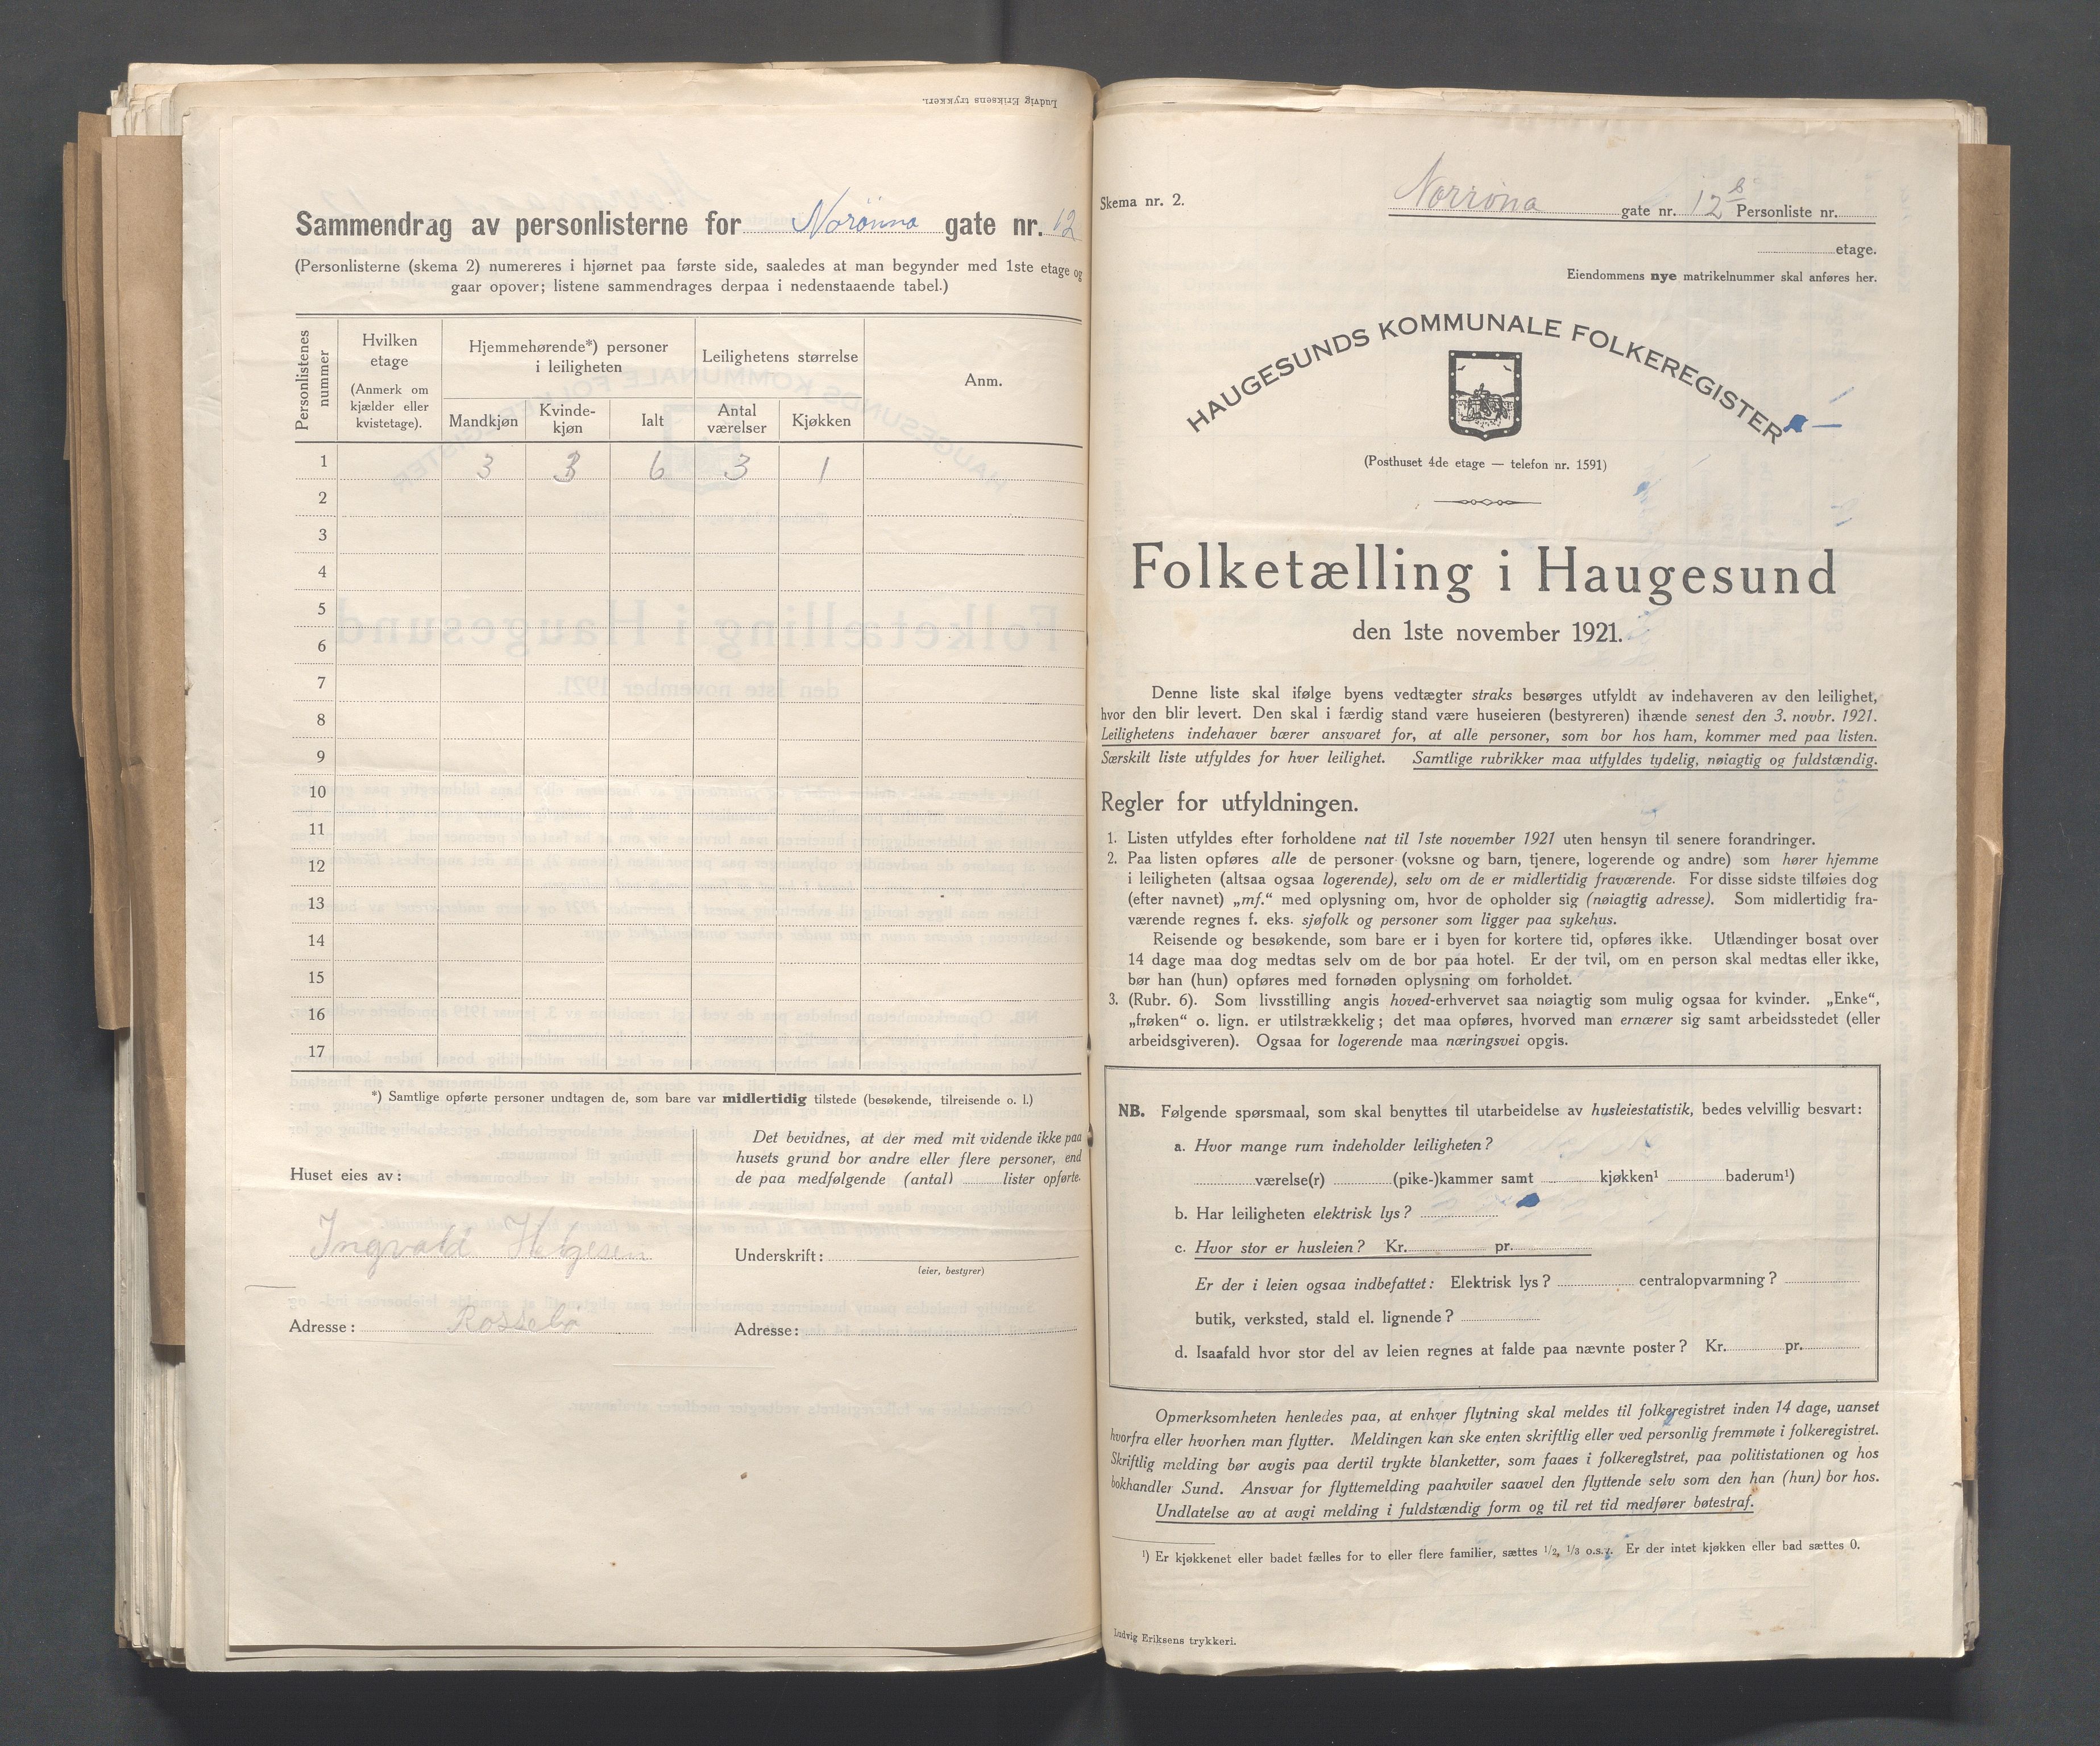 Ludvig Eriksens trykkeri.
Sammendrag av personlisterne for Norönna gate nr. 12
(Personlisterne (skema 2) numereres i hjørnet paa første side, saaledes at man begynder med 1ste etage og
gaar opover; listene sammendrages derpaa i nedenstaaende tabel.)
Personlistenes nummer
Hvilken etage (Anmerk om kjælder eller kvistetage).
Hjemmehørende*) personer i leiligheten
Leilighetens størrelse
Anm.
Mandkjøn Kvinde-kjøn Ialt Antal værelser Kjøkken
1 3 3 6 3 1
2
3
4
5
6
7
8
9
10
11
12
13
14
15
16
17
*) Samtlige opførte personer undtagen de, som bare var midlertidig tilstede (besøkende, tilreisende o. l.)
Huset eies av:
Ingvald Helgesen
Adresse: Rossebø
Det bevidnes, at der med mit vidende ikke paa
husets grund bor andre eller flere personer, end
de paa medfølgende (antal) lister opførte.
Underskrift:
(eier, bestyrer)
Adresse:
Skema nr. 2.
Norröna gate nr. 12 b Personliste nr.
etage.
Eiendommens nye matrikelnummer skal anføres her.
HAUGESUNDS KOMMUNALE FOLKEREGISTER
(Posthuset 4de etage — telefon nr. 1591)
Folketælling i Haugesund
den 1ste november 1921.
Denne liste skal ifølge byens vedtægter straks besørges utfyldt av indehaveren av den leilighet,
hvor den blir levert. Den skal i færdig stand være huseieren (bestyreren) ihænde senest den 3. novbr. 1921.
Leilighetens indehaver bærer ansvaret for, at alle personer, som bor hos ham, kommer med paa listen.
Særskilt liste utfyldes for hver leilighet. Samtlige rubrikker maa utfyldes tydelig, nøiagtig og fuldstændig.
Regler for utfyldningen.
1. Listen utfyldes efter forholdene nat til 1ste november 1921 uten hensyn til senere forandringer.
2. Paa listen opføres alle de personer (voksne og barn, tjenere, logerende og andre) som hører hjemme
i leiligheten (altsaa ogsaa logerende), selv om de er midlertidig fraværende. For disse sidste tilføies dog
(efter navnet) „mf.“ med oplysning om, hvor de opholder sig (nøiagtig adresse). Som midlertidig fra-
værende regnes f. eks. sjøfolk og personer som ligger paa sykehus.
Reisende og besøkende, som bare er i byen for kortere tid, opføres ikke. Utlændinger bosat over
14 dage maa dog medtas selv om de bor paa hotel. Er der tvil, om en person skal medtas eller ikke,
bør han (hun) opføres med fornøden oplysning om forholdet.
3. (Rubr. 6). Som livsstilling angis hoved-erhvervet saa nøiagtig som mulig ogsaa for kvinder. „Enke“,
„frøken“ o. lign. er utilstrækkelig; det maa opføres, hvorved man ernærer sig samt arbeidsstedet (eller
arbeidsgiveren). Ogsaa for logerende maa næringsvei opgis.
NB. Følgende spørsmaal, som skal benyttes til utarbeidelse av husleiestatistik, bedes velvillig besvart:
a. Hvor mange rum indeholder leiligheten?
værelse(r) (pike-)kammer samt kjøkken¹ baderum¹)
b. Har leiligheten elektrisk lys?
c. Hvor stor er husleien? Kr. pr.
Er der i leien ogsaa indbefattet: Elektrisk lys? centralopvarmning?
butik, verksted, stald el. lignende?
d. Isaafald hvor stor del av leien regnes at falde paa nævnte poster? Kr. pr.
Opmerksomheten henledes paa, at enhver flytning skal meldes til folkeregistret inden 14 dage, uanset
hvorfra eller hvorhen man flytter. Meldingen kan ske enten skriftlig eller ved personlig fremmøte i folkeregistret.
Skriftlig melding bør avgis paa dertil trykte blanketter, som faaes i folkereglstret, paa politistationen og hos
bokhandler Sund. Ansvar for flyttemelding paahviler saavel den flyttende selv som den han (hun) bor hos.
Undlatelse av at avgi melding i fuldstændig form og til ret tid medfører bøtestraf.
¹) Er kjøkkenet eller badet fælles for to eller flere familier, sættes ¹/₂, ¹/₃ o.s.v. Er der intet kjøkken eller bad sættes 0.
Ludvig Eriksens trykkeri.